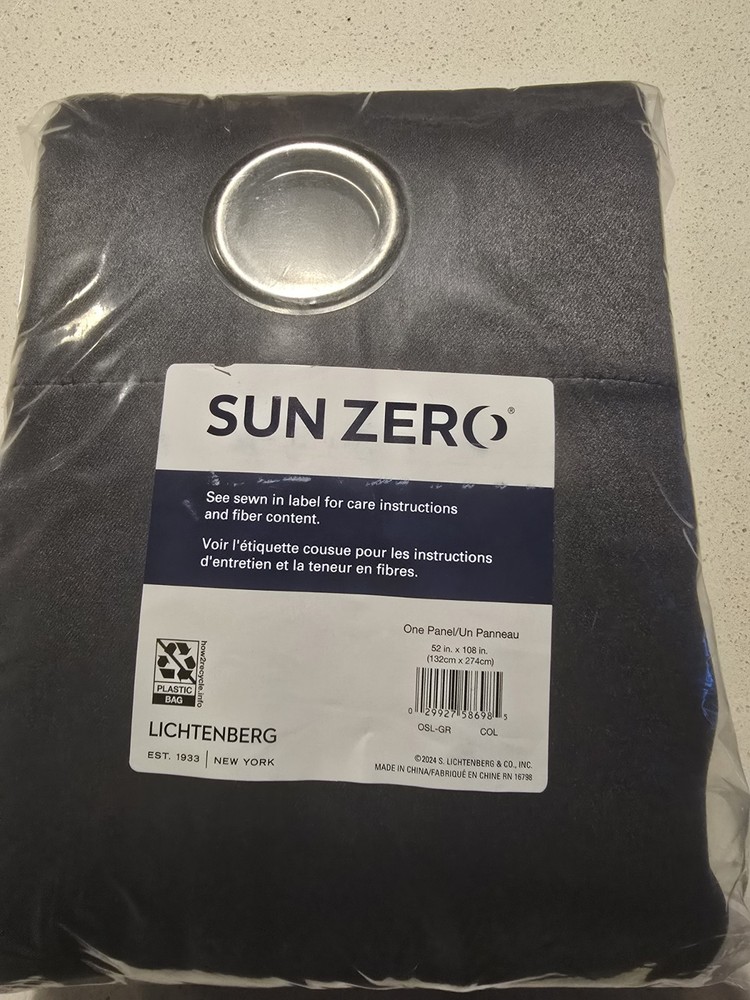 SUN ZERO®
See sewn in label for care instructions
and fiber content.
Voir l'étiquette cousue pour les instructions
d'entretien et la teneur en fibres.
One Panel/Un Panneau
52 in. x 108 in.
(132cm x 274cm)
how2recycle.info
PLASTIC
BAG
0 29927 58698 5
OSL-GR COL
LICHTENBERG
EST. 1933 | NEW YORK
©2024 S. LICHTENBERG & CO., INC.
MADE IN CHINA/FABRIQUÉ EN CHINE RN 16798